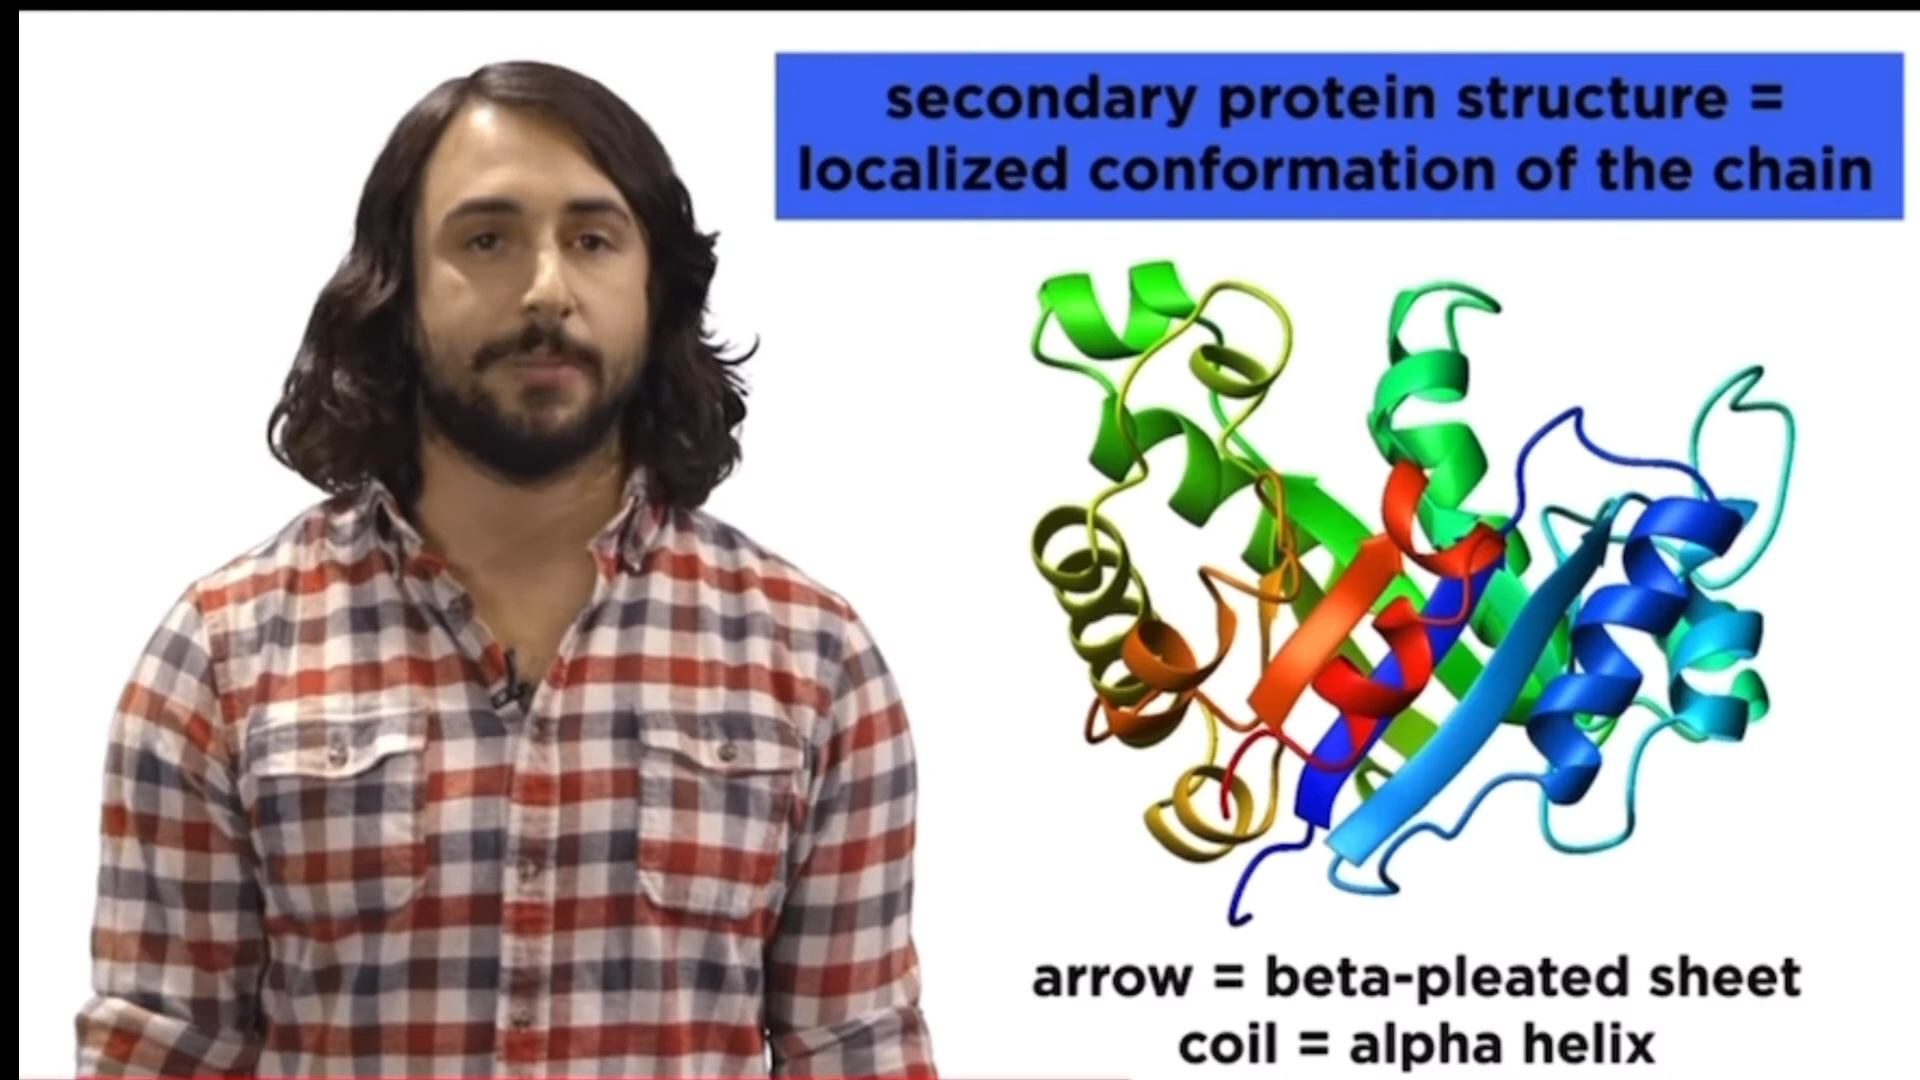 secondary protein structure =
localized conformation of the chain
arrow = beta-pleated sheet
coil = alpha helix